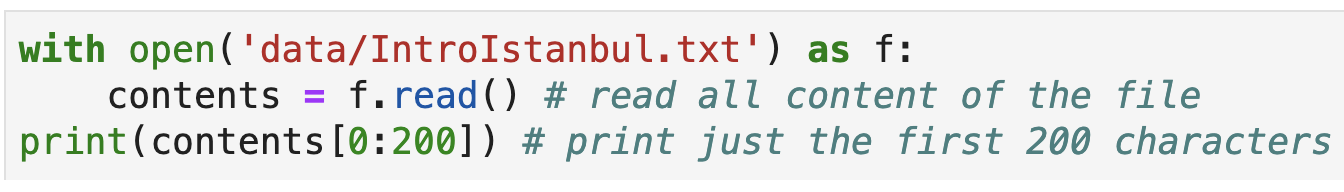 with open('data/IntroIstanbul.txt') as f:
    contents = f.read() # read all content of the file
print(contents[0:200]) # print just the first 200 characters